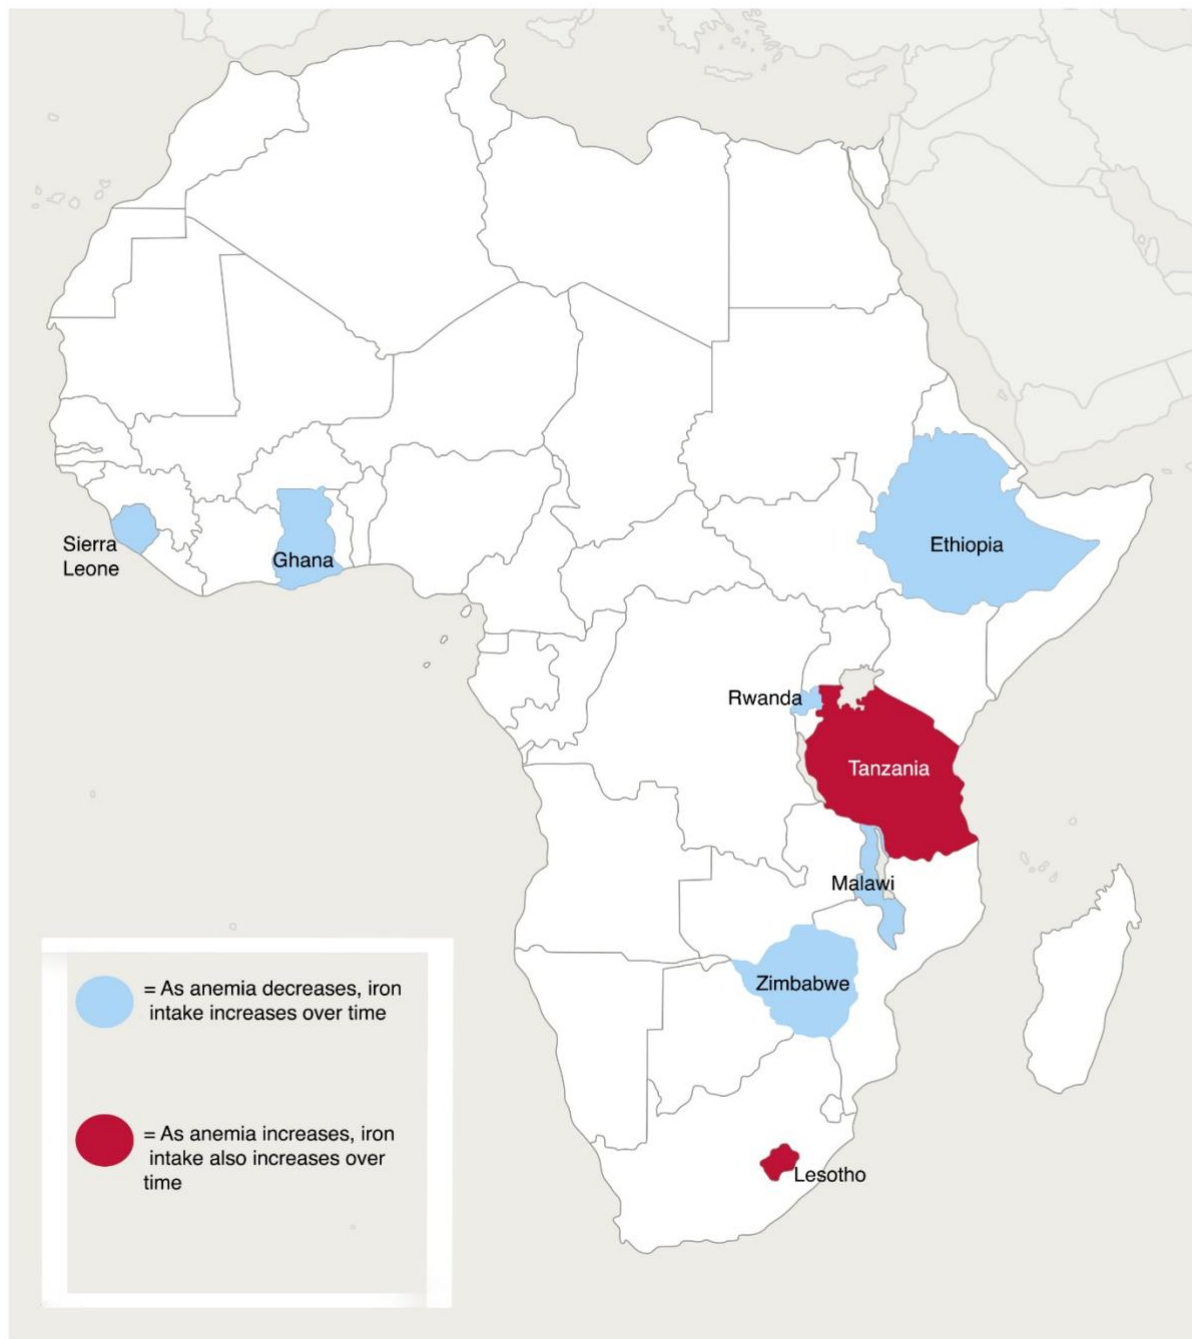 Sierra
Leone
Ghana
Ethiopia
Rwanda
Tanzania
Malawi
Zimbabwe
Lesotho
= As anemia decreases, iron
intake increases over time
= As anemia increases, iron
intake also increases over
time